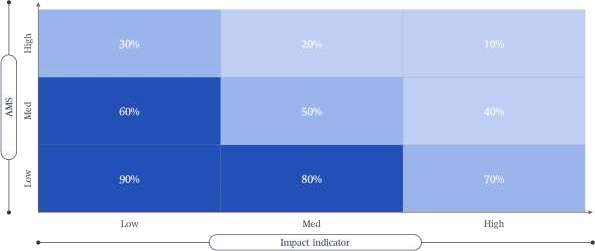 High
30%
20%
10%
AMS
Med
60%
50%
40%
Low
90%
80%
70%
Low
Med
High
Impact indicator